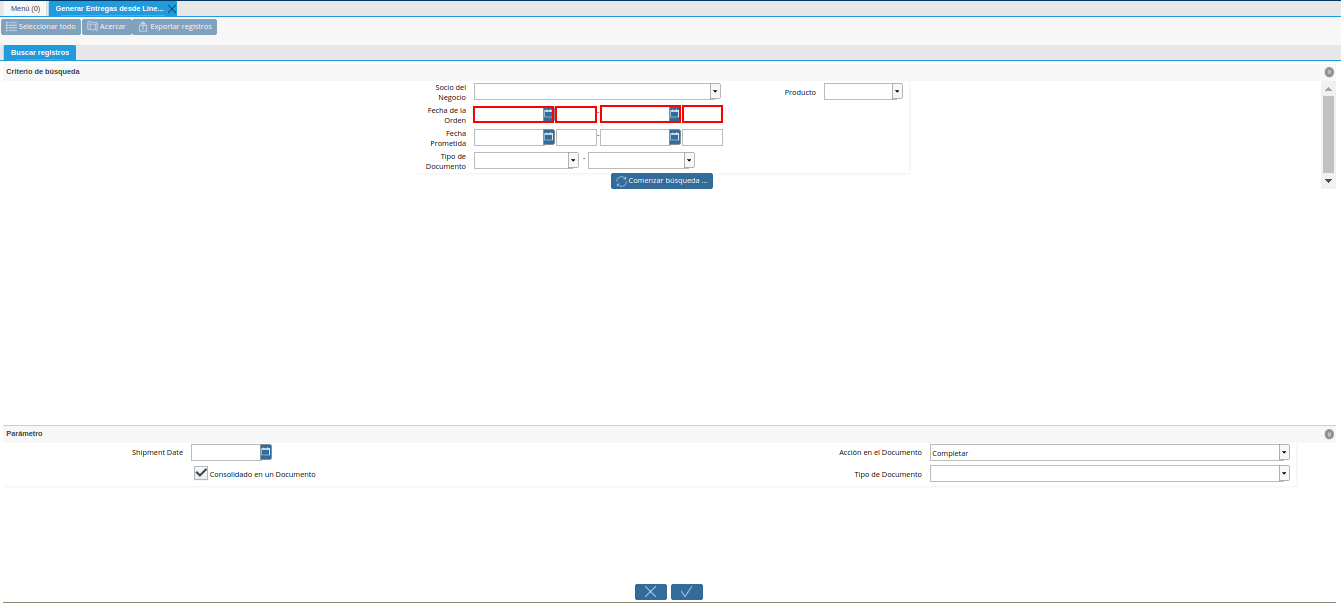 Menú (0)
Generar Entregas desde Line...
Seleccionar todo
Acercar
Exportar registros
Buscar registros
Criterio de búsqueda
Socio del
Negocio
Producto
Fecha de la
Orden
-
Fecha
Prometida
-
Tipo de
Documento
-
Comenzar búsqueda ...
Parámetro
Shipment Date
Acción en el Documento
Completar
Consolidado en un Documento
Tipo de Documento